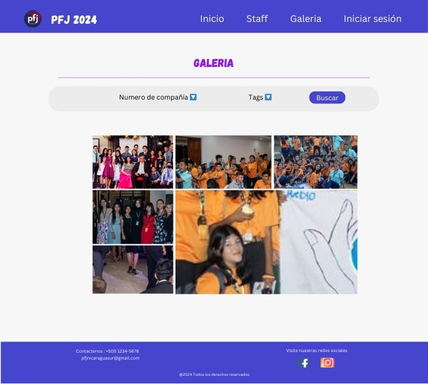 pfj PFJ 2024
Inicio Staff Galeria Iniciar sesión
GALERIA
Numero de compañía Tags Buscar
Contactenos : +505 1234-5678
pfjnicaraguasur@gmail.com
Visite nuestras redes sociales
@2024 Todos los derechos reservados.